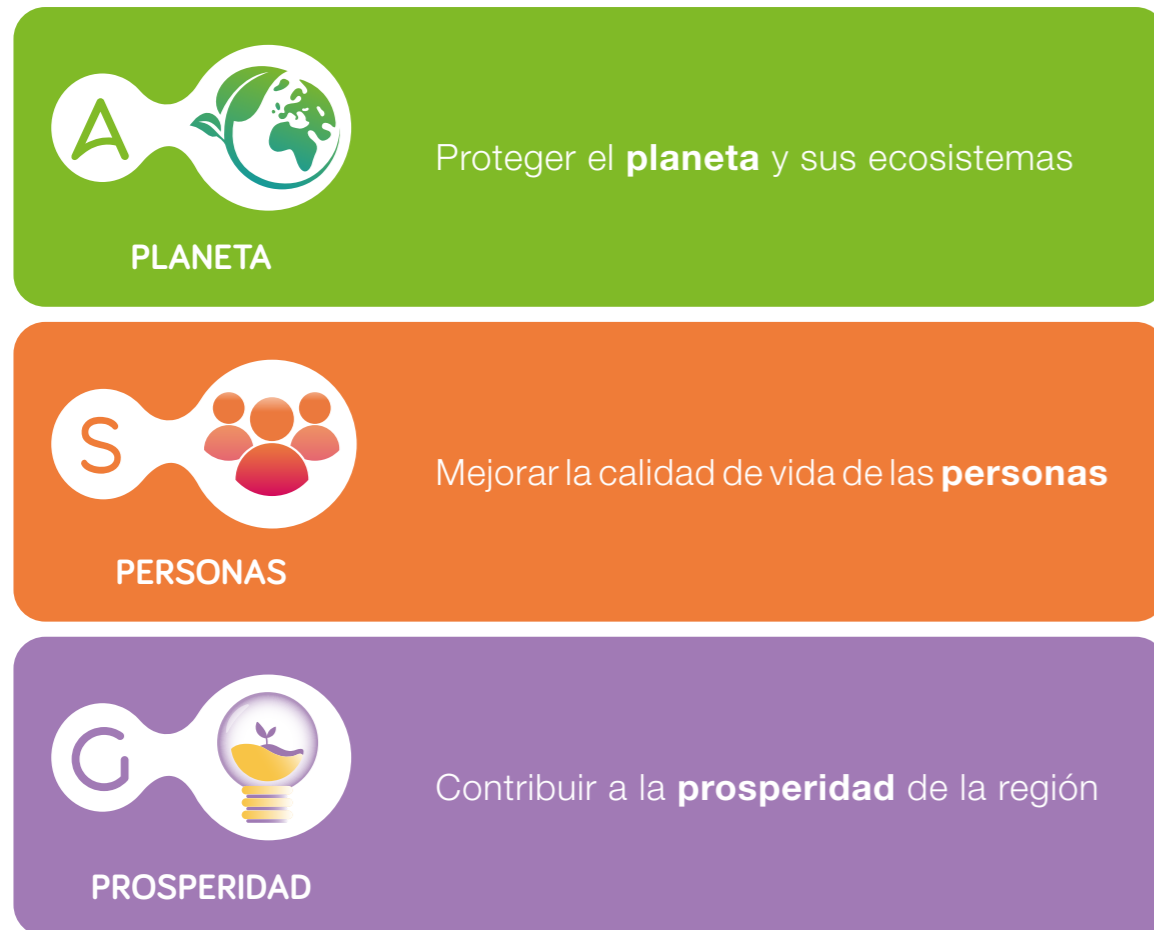 A
PLANETA
Proteger el planeta y sus ecosistemas
S
PERSONAS
Mejorar la calidad de vida de las personas
G
PROSPERIDAD
Contribuir a la prosperidad de la región